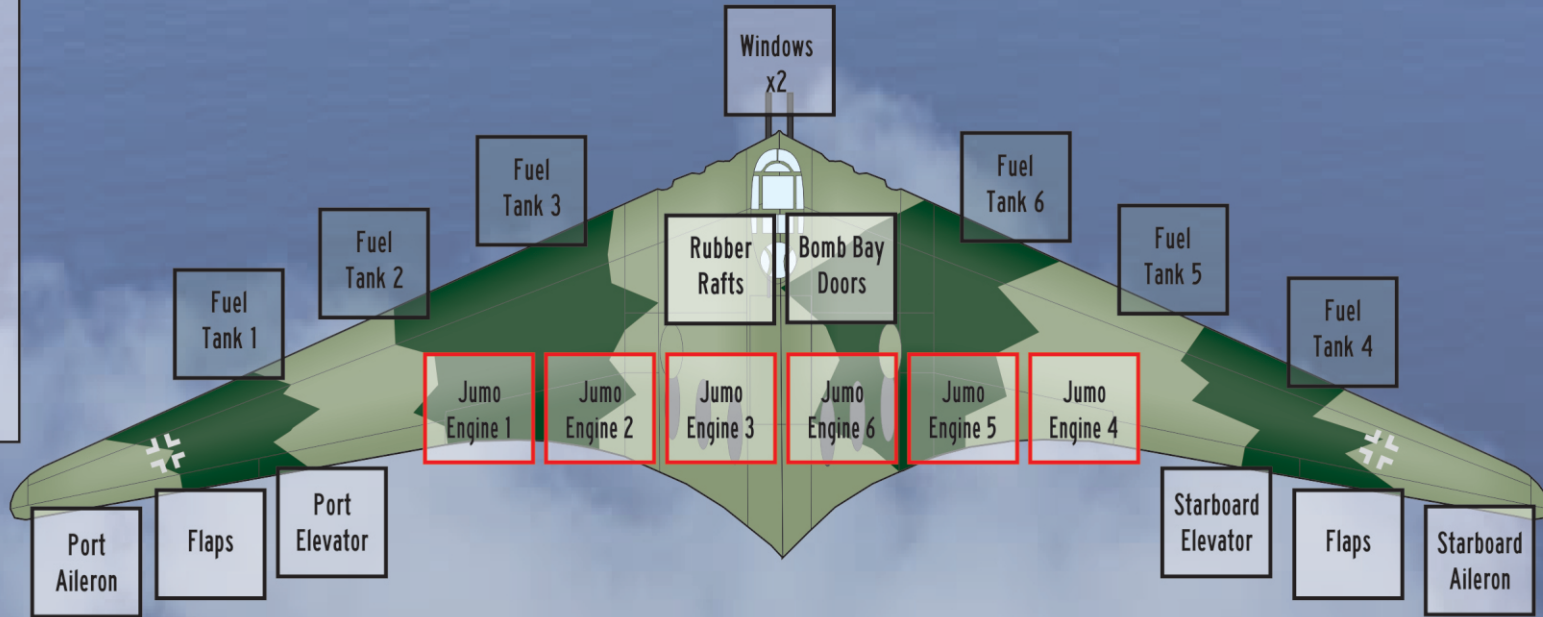 Windows
x2
Fuel
Tank 3
Fuel
Tank 6
Fuel
Tank 2
Fuel
Tank 5
Rubber
Rafts
Bomb Bay
Doors
Fuel
Tank 1
Fuel
Tank 4
Jumo
Engine 1
Jumo
Engine 2
Jumo
Engine 3
Jumo
Engine 6
Jumo
Engine 5
Jumo
Engine 4
Port
Aileron
Flaps
Port
Elevator
Starboard
Elevator
Flaps
Starboard
Aileron